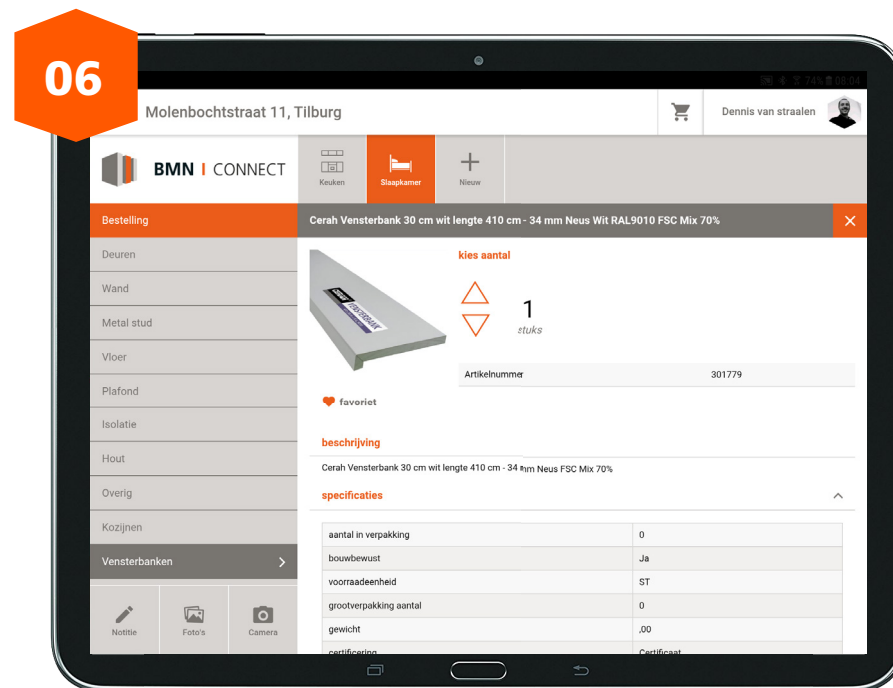 06
74% 08:04
Molenbochtstraat 11, Tilburg
Dennis van straalen
BMN I CONNECT
Keuken
Slaapkamer
Nieuw
Bestelling
Cerah Vensterbank 30 cm wit lengte 410 cm - 34 mm Neus Wit RAL9010 FSC Mix 70%
Deuren
Wand
Metal stud
Vloer
Plafond
Isolatie
Hout
Overig
Kozijnen
Vensterbanken
Notitie
Foto's
Camera
kies aantal
VENSTERBANK
1
stuks
Artikelnummer 301779
favoriet
beschrijving
Cerah Vensterbank 30 cm wit lengte 410 cm - 34 mm Neus FSC Mix 70%
specificaties
aantal in verpakking 0
bouwbewust Ja
voorraadeenheid ST
grootverpakking aantal 0
gewicht ,00
certificering Certificaat